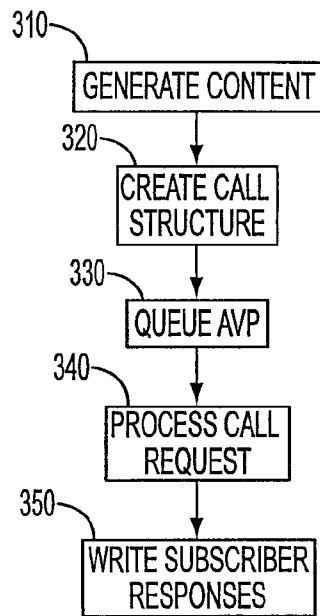 310
GENERATE CONTENT
320
CREATE CALL
STRUCTURE
330
QUEUE AVP
340
PROCESS CALL
REQUEST
350
WRITE SUBSCRIBER
RESPONSES